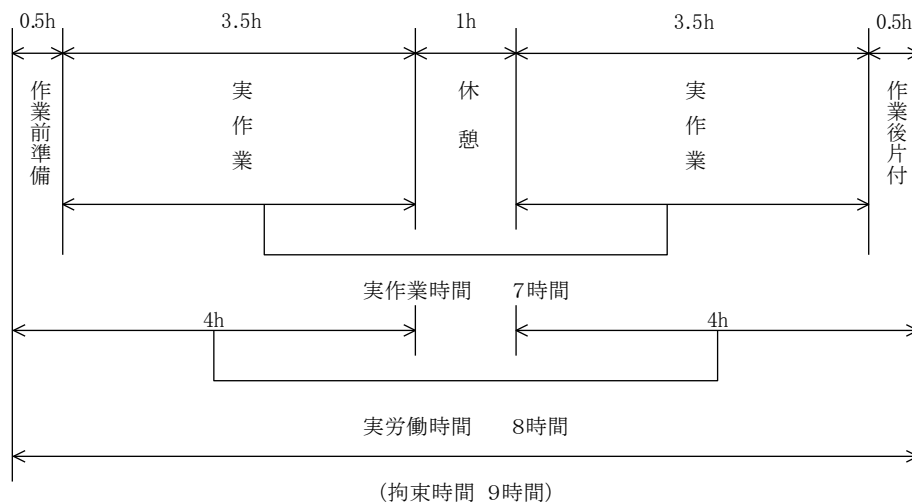 0.5h 3.5h 1h 3.5h 0.5h
作業前準備
実作業
休憩
実作業
作業後片付
実作業時間 7時間
4h 4h
実労働時間 8時間
(拘束時間 9時間)